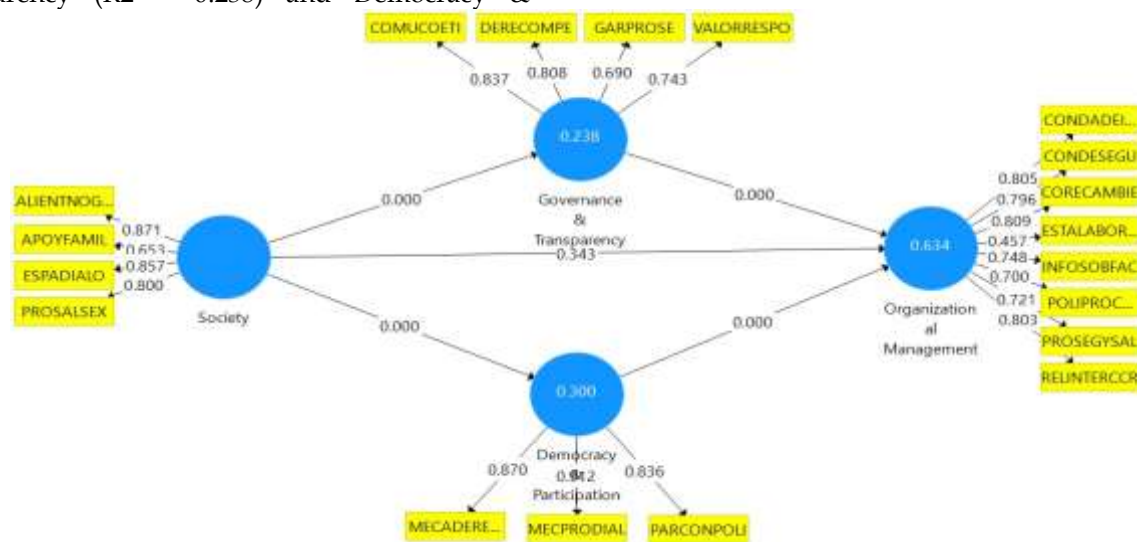 (R2 0.238) and Democracy &
COMUCOETI DERECOMPE GARPROSE VALORRESPO
0.837 0.808 0.690 0.743
0.238
Governance
&
Transparency
ALIENTNOG...
APOYFAMIL
ESPADIALO
PROSALSEX
0.871
0.653
0.857
0.800
Society
0.000
0.000
0.343
0.000
0.000
0.634
Organization
al
Management
CONDADEI...
CONDESEGU
CORECAMBIE
ESTALABOR...
INFOSOBFAC
POLIPROC...
PROSEGYSAL
RELINTERCCR
0.805
0.796
0.809
0.457
0.748
0.700
0.721
0.803
0.300
Democracy
&
Participation
0.870 0.912 0.836
MECADERE... MECPRODIAL PARCONPOLI